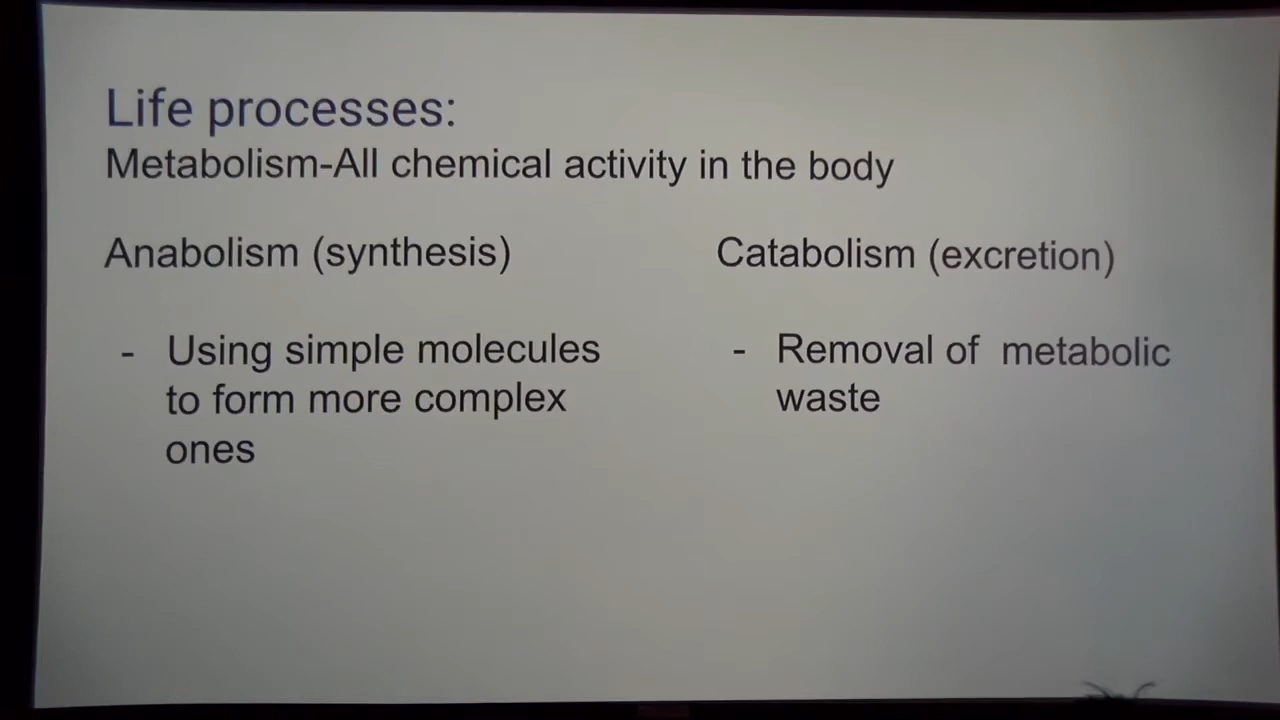 Life processes:
Metabolism-All chemical activity in the body
Anabolism (synthesis)
- Using simple molecules
to form more complex
ones
Catabolism (excretion)
- Removal of metabolic
waste